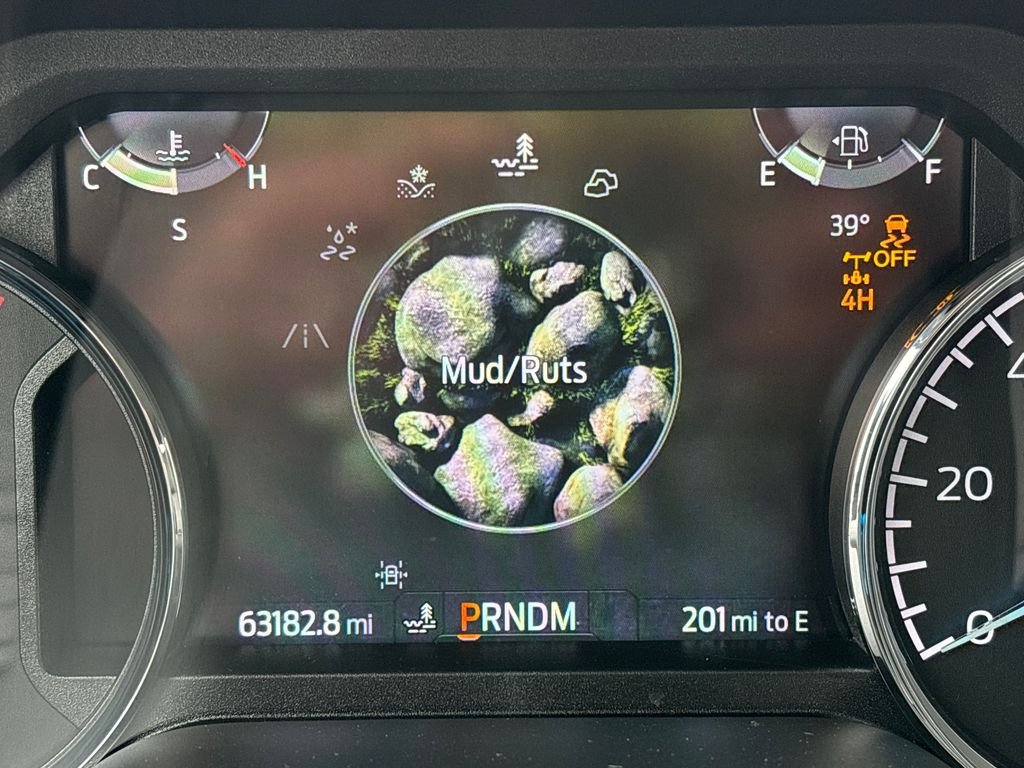 C H
E F
S
39°
OFF
4H
Mud/Ruts
20
0
63182.8 mi
PRNDM
201 mi to E